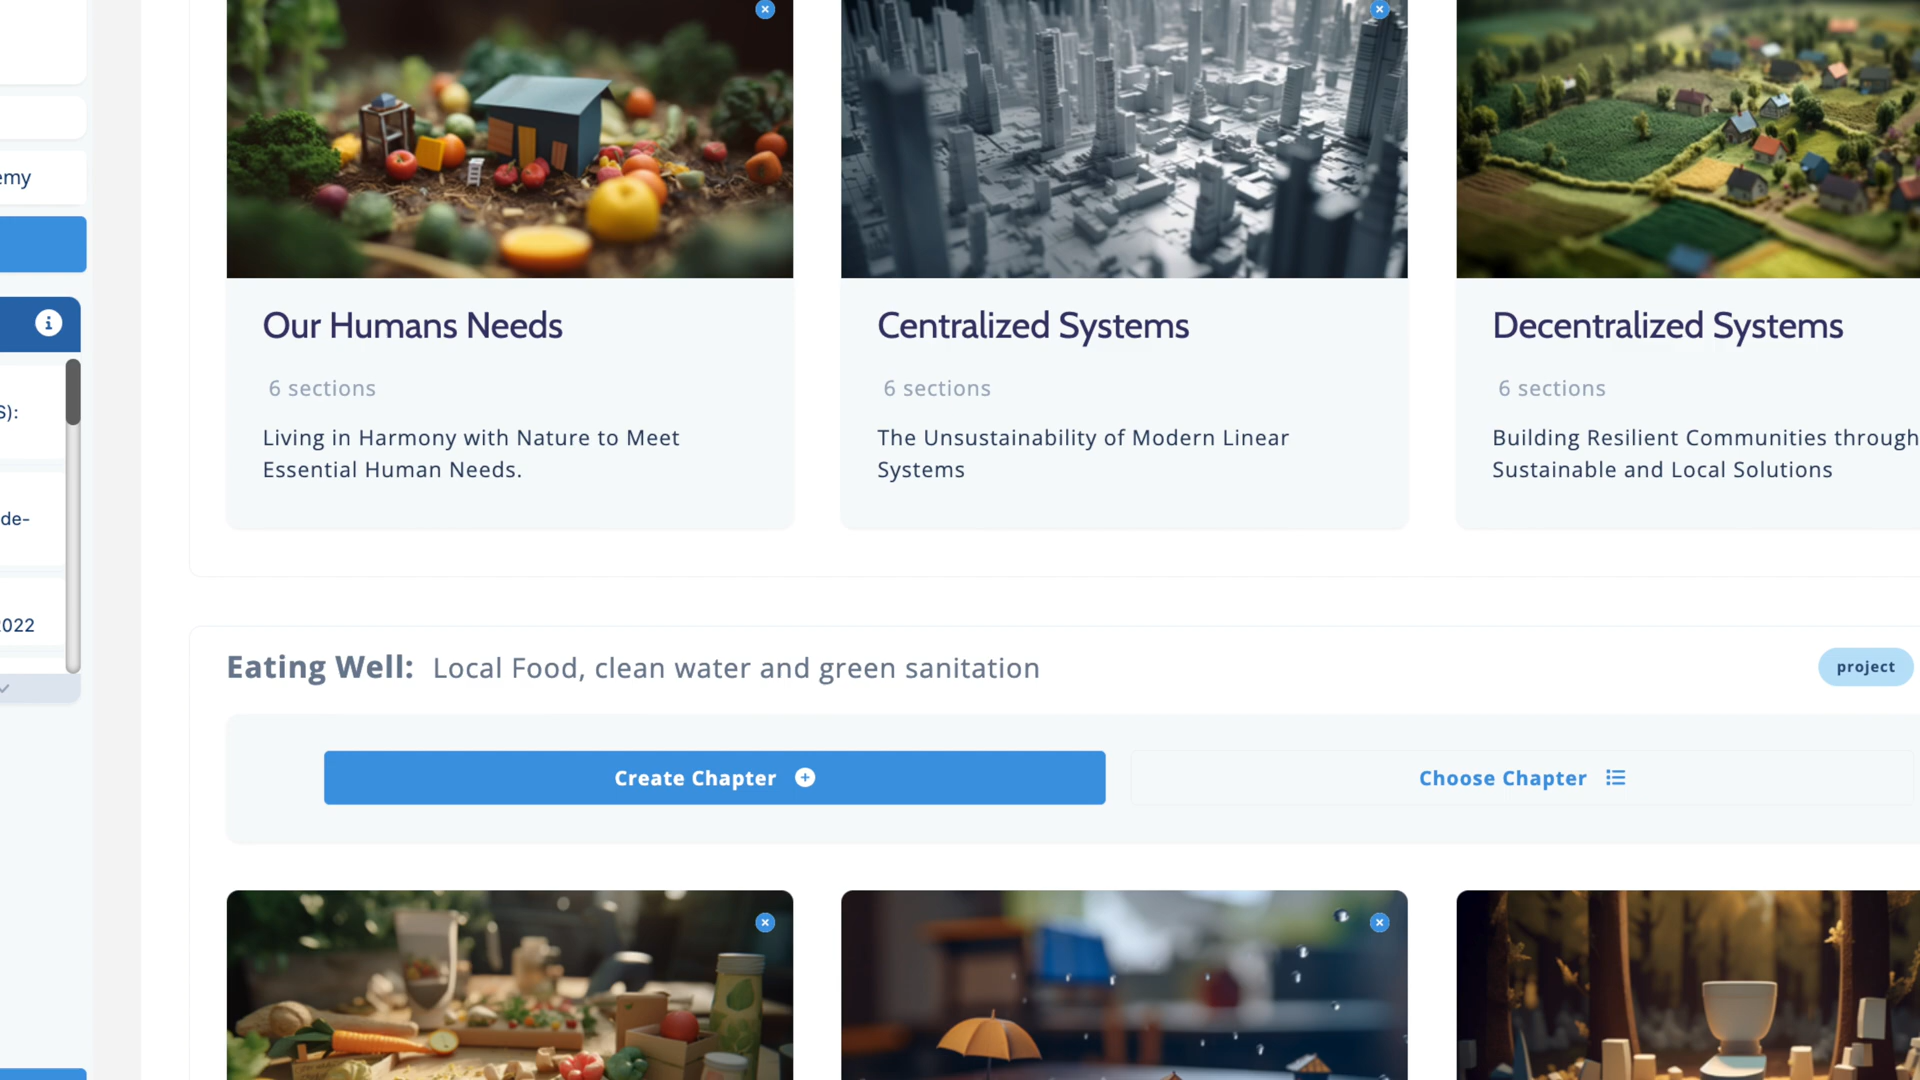 emy
S):
de-
2022
Our Humans Needs
6 sections
Living in Harmony with Nature to Meet
Essential Human Needs.
Centralized Systems
6 sections
The Unsustainability of Modern Linear
Systems
Decentralized Systems
6 sections
Building Resilient Communities through
Sustainable and Local Solutions
Eating Well: Local Food, clean water and green sanitation
project
Create Chapter
Choose Chapter